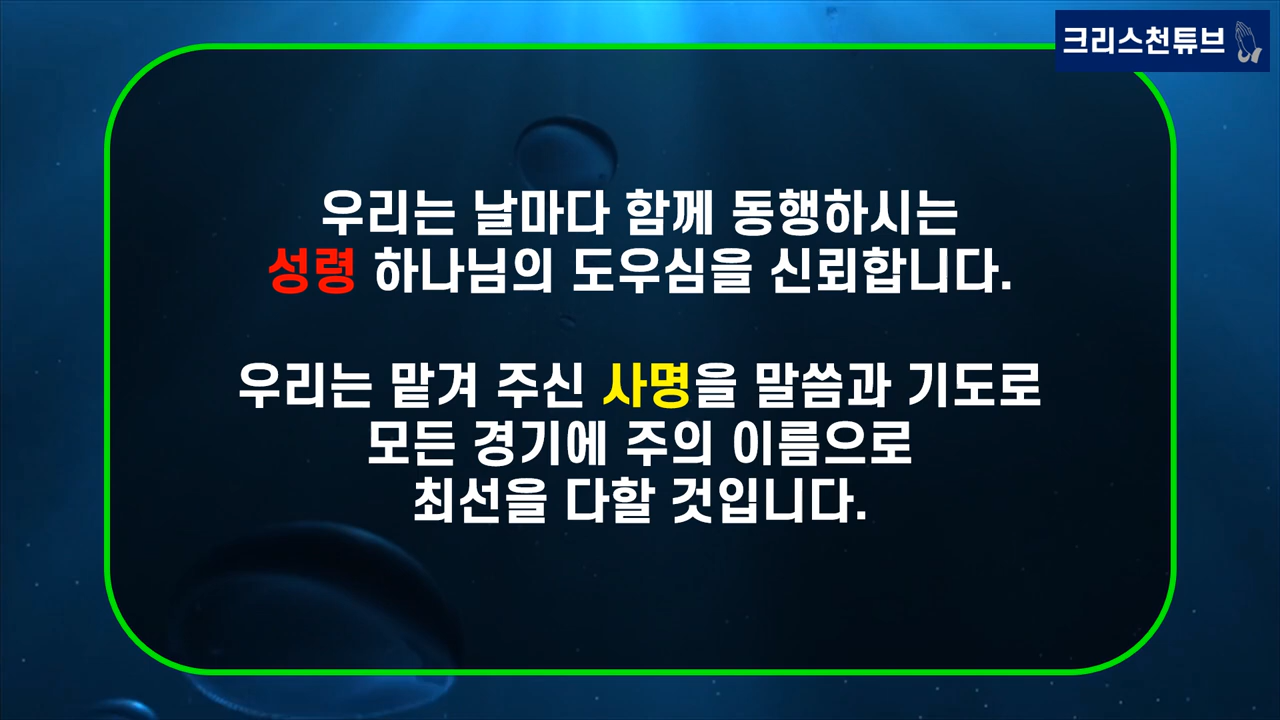 크리스천튜브
우리는 날마다 함께 동행하시는
성령 하나님의 도우심을 신뢰합니다.
우리는 맡겨 주신 사명을 말씀과 기도로
모든 경기에 주의 이름으로
최선을 다할 것입니다.